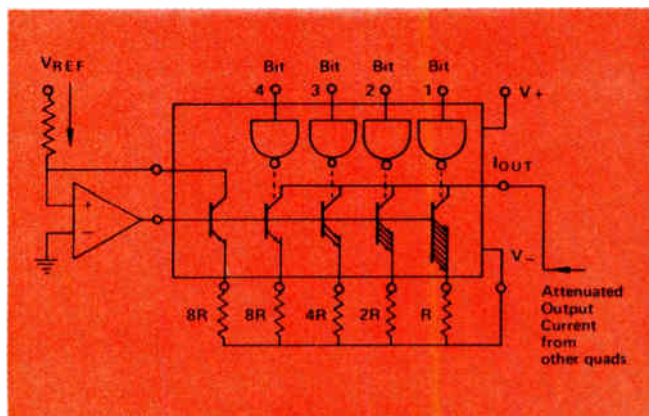 VREF
Bit Bit Bit Bit
4 3 2 1
V+
IOUT
+
−
V−
8R 8R 4R 2R R
Attenuated
Output
Current
from
other quads